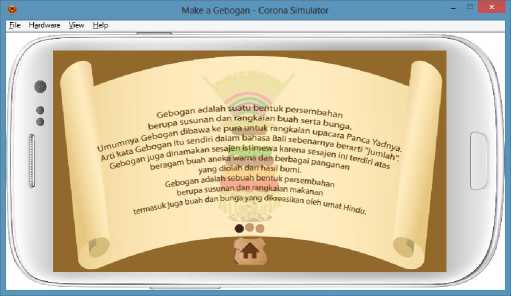 Make a Gebogan - Corona Simulator
File Hardware View Help
Gebogan adalah suatu bentuk persembahan
berupa susunan dan rangkaian buah serta bunga.
Umumnya Gebogan dibawa ke pura untuk rangkaian upacara Panca Yadnya.
Arti kata Gebogan itu sendiri dalam bahasa Bali sebenarnya berarti "Jumlah".
Gebogan juga dinamakan sesajen istimewa karena sesajen ini terdiri atas
beragam buah aneka warna dan berbagai panganan
yang diolah dari hasil bumi.
Gebogan adalah sebuah bentuk persembahan
berupa susunan dan rangkaian makanan
termasuk juga buah dan bunga yang dikreasikan oleh umat Hindu.